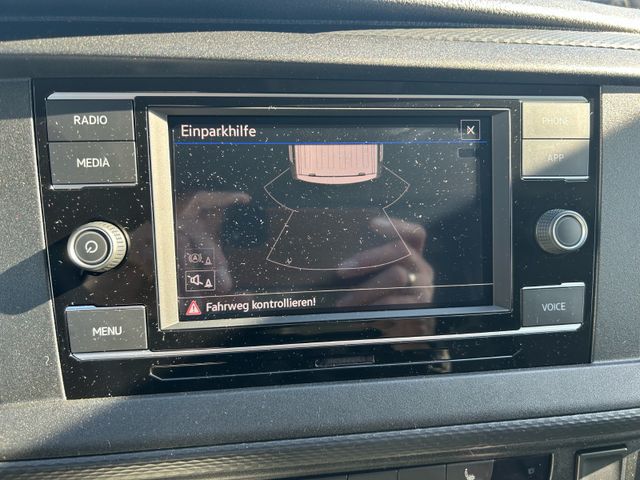 RADIO
MEDIA
MENU
Einparkhilfe
X
Fahrweg kontrollieren!
PHONE
APP
VOICE